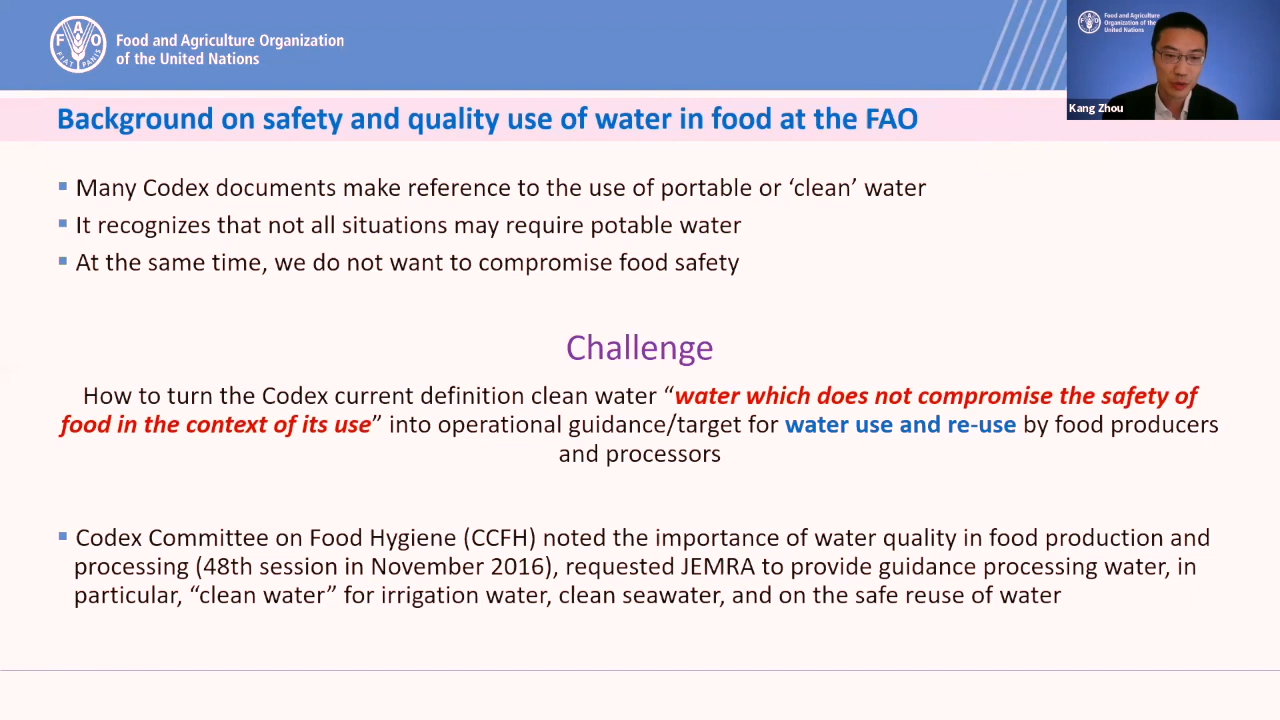 Food and Agriculture Organization
of the United Nations
Food and Agriculture
Organization of the
United Nations
Kang Zhou
Background on safety and quality use of water in food at the FAO
▪ Many Codex documents make reference to the use of portable or ‘clean’ water
▪ It recognizes that not all situations may require potable water
▪ At the same time, we do not want to compromise food safety
Challenge
How to turn the Codex current definition clean water “water which does not compromise the safety of
food in the context of its use” into operational guidance/target for water use and re-use by food producers
and processors
▪ Codex Committee on Food Hygiene (CCFH) noted the importance of water quality in food production and
processing (48th session in November 2016), requested JEMRA to provide guidance processing water, in
particular, “clean water” for irrigation water, clean seawater, and on the safe reuse of water